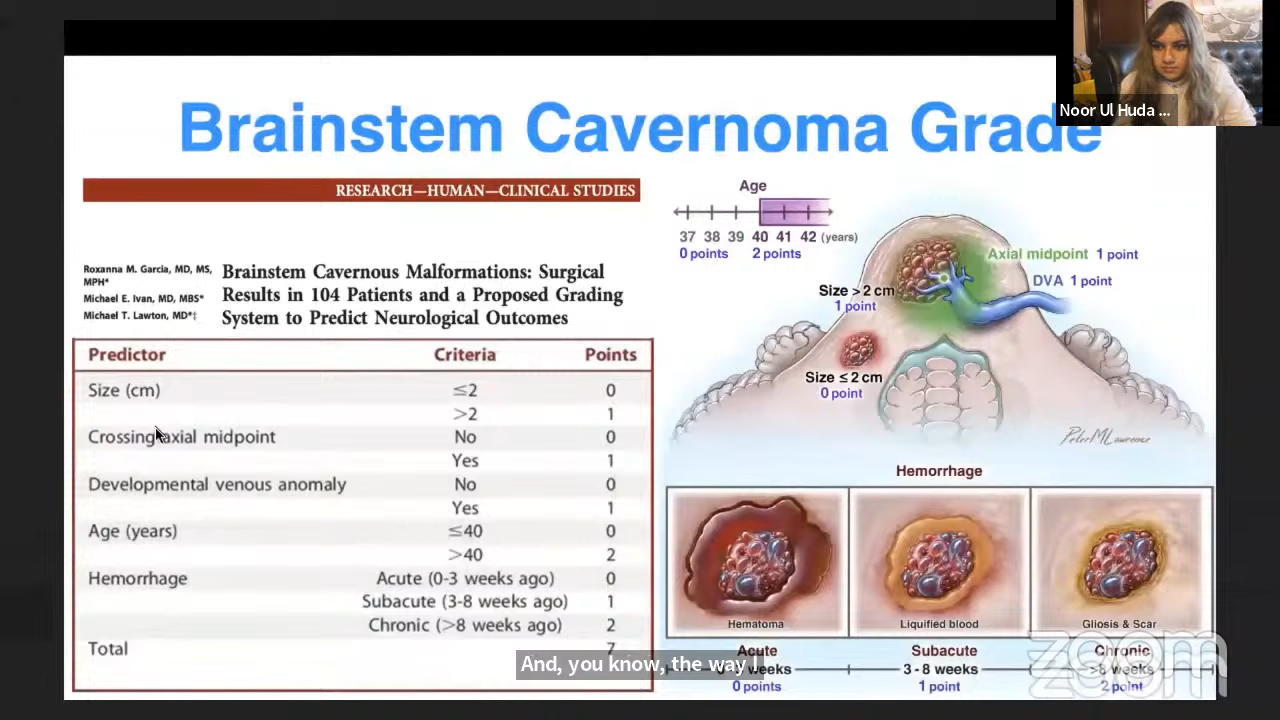 Noor Ul Huda ...
Brainstem Cavernoma Grade
RESEARCH—HUMAN—CLINICAL STUDIES
Roxanna M. Garcia, MD, MS,
MPH*
Michael E. Ivan, MD, MBS*
Michael T. Lawton, MD*‡
Brainstem Cavernous Malformations: Surgical
Results in 104 Patients and a Proposed Grading
System to Predict Neurological Outcomes
Predictor Criteria Points
Size (cm) ≤2 0
>2 1
Crossing axial midpoint No 0
Yes 1
Developmental venous anomaly No 0
Yes 1
Age (years) ≤40 0
>40 2
Hemorrhage Acute (0-3 weeks ago) 0
Subacute (3-8 weeks ago) 1
Chronic (>8 weeks ago) 2
Total 7
Age
37 38 39 40 41 42 (years)
0 points 2 points
Axial midpoint 1 point
DVA 1 point
Size > 2 cm
1 point
Size ≤ 2 cm
0 point
Peter M Lawrence
Hemorrhage
Hematoma Liquified blood Gliosis & Scar
Acute Subacute Chronic
weeks 3 - 8 weeks >8 weeks
0 points 1 point 2 point
And, you know, the way I
zoom